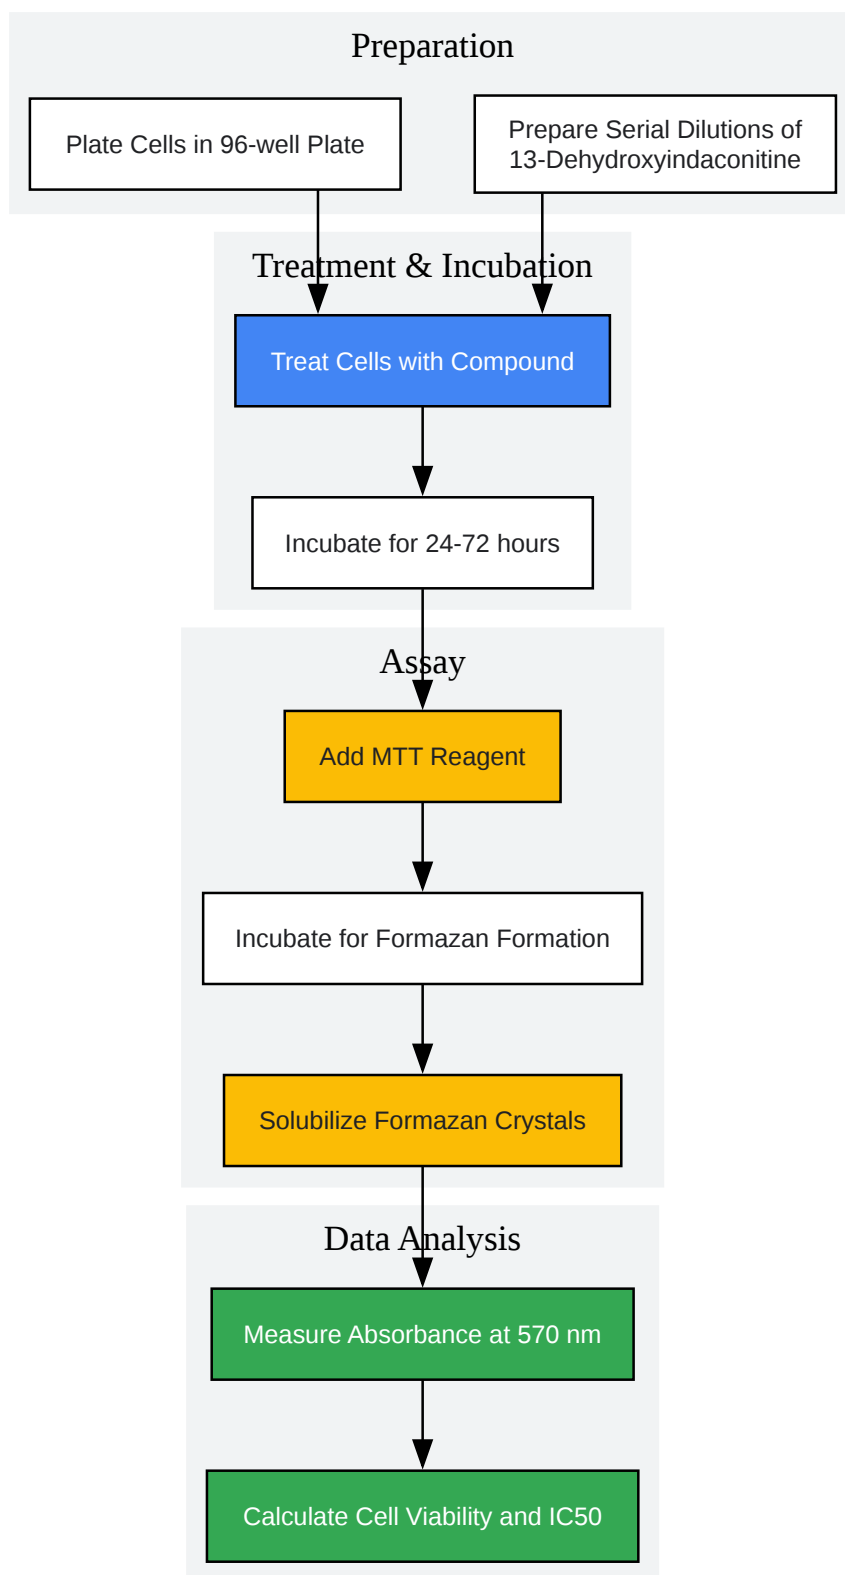 Preparation
Plate Cells in 96-well Plate
Prepare Serial Dilutions of
13-Dehydroxyindaconitine
Treatment & Incubation
Treat Cells with Compound
Incubate for 24-72 hours
Assay
Add MTT Reagent
Incubate for Formazan Formation
Solubilize Formazan Crystals
Data Analysis
Measure Absorbance at 570 nm
Calculate Cell Viability and IC50